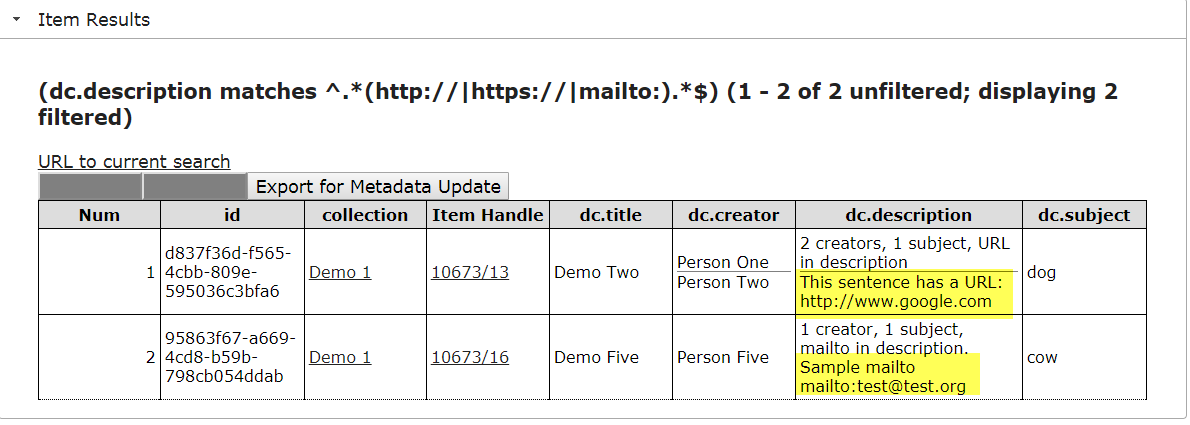 Item Results
(dc.description matches ^.*(http://|https://|mailto:).*$) (1 - 2 of 2 unfiltered; displaying 2
filtered)
URL to current search
Export for Metadata Update
Num id collection Item Handle dc.title dc.creator dc.description dc.subject
1
d837f36d-f565-
4cbb-809e-
595036c3bfa6
Demo 1
10673/13
Demo Two
Person One
Person Two
2 creators, 1 subject, URL
in description
This sentence has a URL:
http://www.google.com
dog
2
95863f67-a669-
4cd8-b59b-
798cb054ddab
Demo 1
10673/16
Demo Five
Person Five
1 creator, 1 subject,
mailto in description.
Sample mailto
mailto:test@test.org
cow